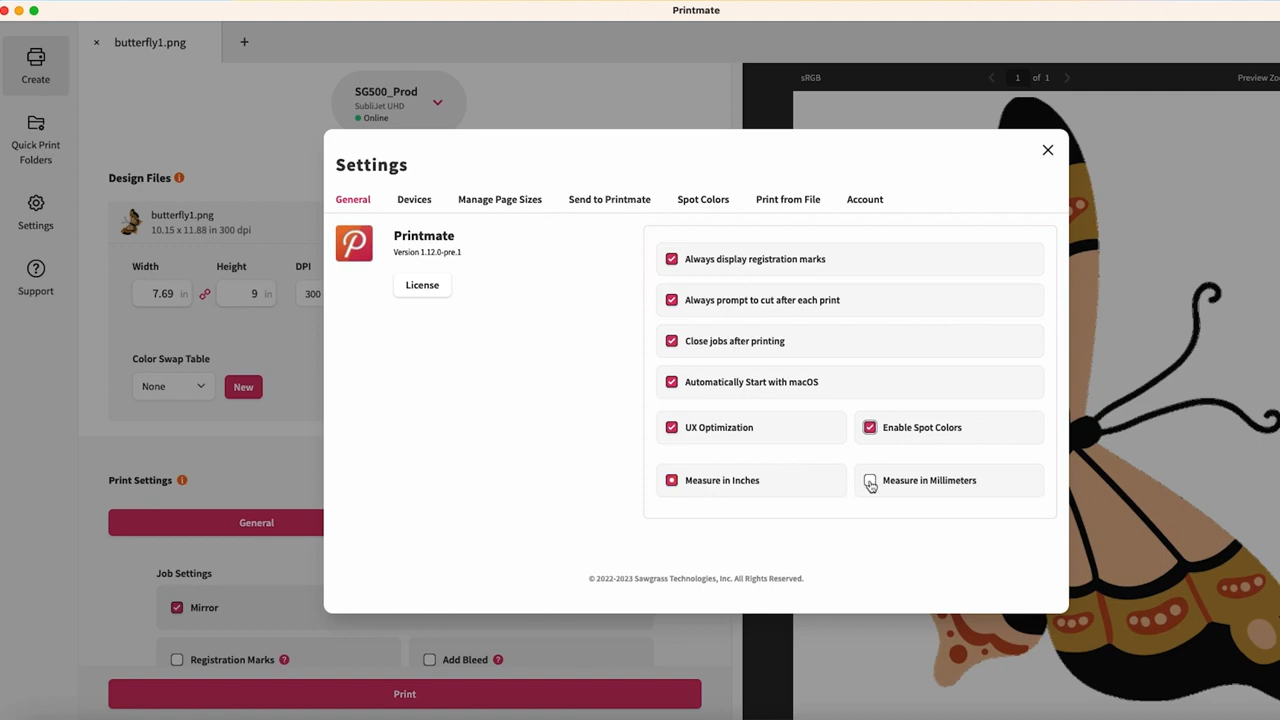 Printmate
butterfly1.png
Create
Quick Print
Folders
Settings
Support
SG500_Prod
SubliJet UHD
Online
Design Files
butterfly1.png
10.15 x 11.88 in 300 dpi
Width
Height
DPI
7.69 in
9 in
300
Color Swap Table
None
New
Print Settings
General
Job Settings
Mirror
Registration Marks
Add Bleed
Print
sRGB
1 of 1
Preview Zo
Settings
General
Devices
Manage Page Sizes
Send to Printmate
Spot Colors
Print from File
Account
Printmate
Version 1.12.0-pre.1
License
Always display registration marks
Always prompt to cut after each print
Close jobs after printing
Automatically Start with macOS
UX Optimization
Enable Spot Colors
Measure in Inches
Measure in Millimeters
© 2022-2023 Sawgrass Technologies, Inc. All Rights Reserved.